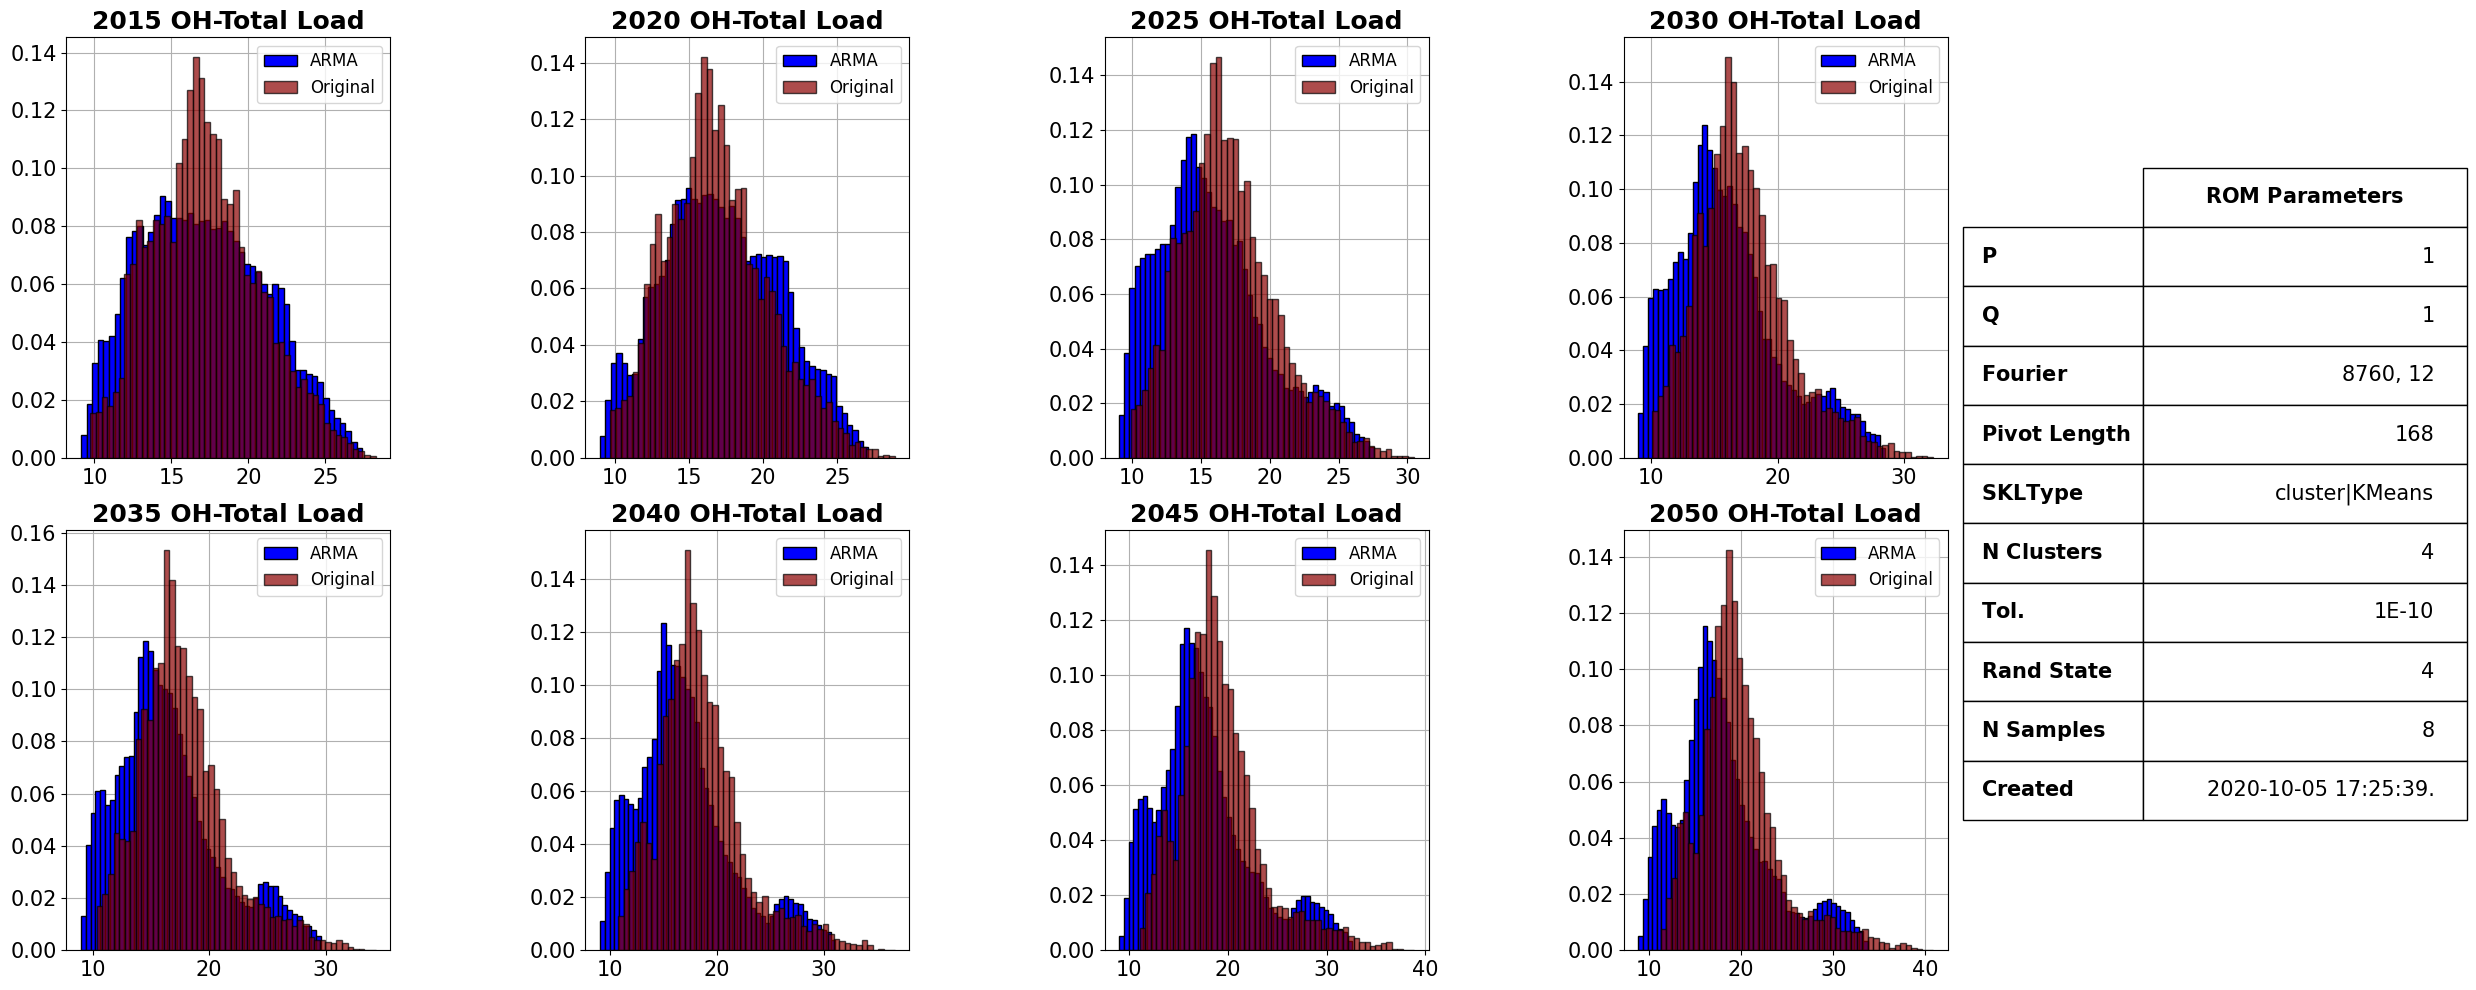 2015 OH-Total Load
0.14
0.12
0.10
0.08
0.06
0.04
0.02
0.00
10 15 20 25
ARMA
Original
2020 OH-Total Load
0.14
0.12
0.10
0.08
0.06
0.04
0.02
0.00
10 15 20 25
ARMA
Original
2025 OH-Total Load
0.14
0.12
0.10
0.08
0.06
0.04
0.02
0.00
10 15 20 25 30
ARMA
Original
2030 OH-Total Load
0.14
0.12
0.10
0.08
0.06
0.04
0.02
0.00
10 20 30
ARMA
Original
2035 OH-Total Load
0.16
0.14
0.12
0.10
0.08
0.06
0.04
0.02
0.00
10 20 30
ARMA
Original
2040 OH-Total Load
0.14
0.12
0.10
0.08
0.06
0.04
0.02
0.00
10 20 30
ARMA
Original
2045 OH-Total Load
0.14
0.12
0.10
0.08
0.06
0.04
0.02
0.00
10 20 30 40
ARMA
Original
2050 OH-Total Load
0.14
0.12
0.10
0.08
0.06
0.04
0.02
0.00
10 20 30 40
ARMA
Original
ROM Parameters
P 1
Q 1
Fourier 8760, 12
Pivot Length 168
SKLType cluster|KMeans
N Clusters 4
Tol. 1E-10
Rand State 4
N Samples 8
Created 2020-10-05 17:25:39.